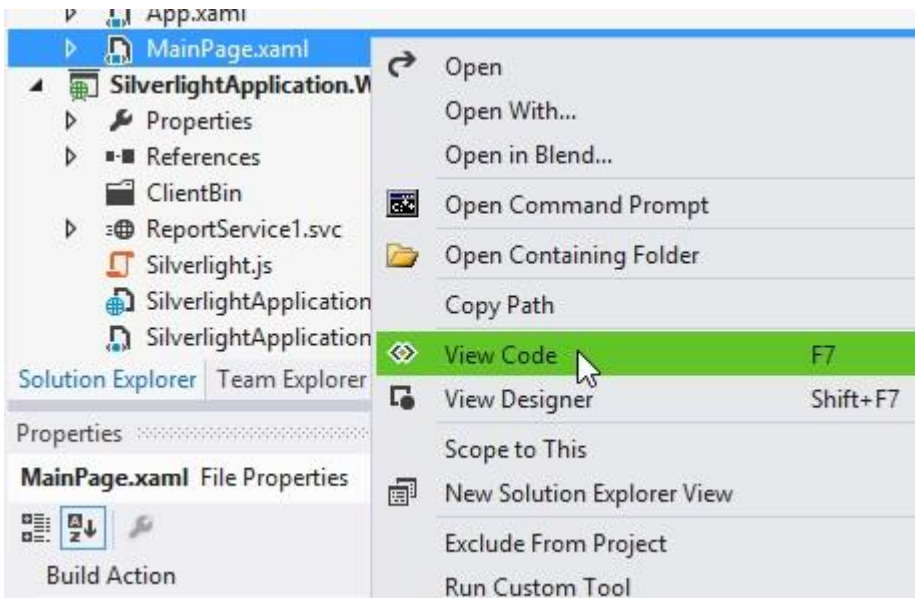 App.xaml
MainPage.xaml
SilverlightApplication.W
Properties
References
ClientBin
ReportService1.svc
Silverlight.js
SilverlightApplication
SilverlightApplication
Solution Explorer Team Explorer
Properties
MainPage.xaml File Properties
Build Action
Open
Open With...
Open in Blend...
Open Command Prompt
Open Containing Folder
Copy Path
View Code F7
View Designer Shift+F7
Scope to This
New Solution Explorer View
Exclude From Project
Run Custom Tool